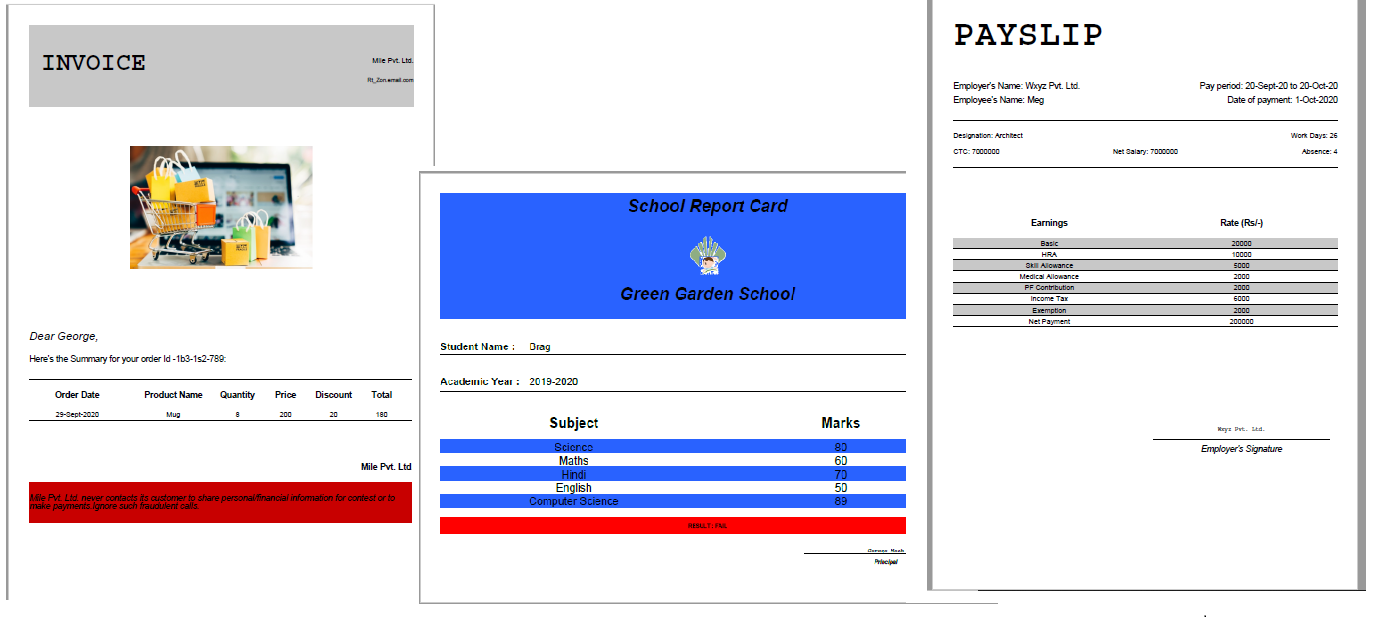 INVOICE
Mile Pvt. Ltd.
Rt_Zon.email.com
Dear George,
Here's the Summary for your order Id -1b3-1s2-789:
Order Date Product Name Quantity Price Discount Total
29-Sept-2020 Mug 8 200 20 180
Mile Pvt. Ltd
Mile Pvt. Ltd. never contacts its customer to share personal/financial information for contest or to
make payments.Ignore such fraudulent calls.
School Report Card
Green Garden School
Student Name : Brag
Academic Year : 2019-2020
Subject Marks
Science 80
Maths 60
Hindi 70
English 50
Computer Science 89
RESULT: FAIL
Principal
PAYSLIP
Employer's Name: Wxyz Pvt. Ltd. Pay period: 20-Sept-20 to 20-Oct-20
Employee's Name: Meg Date of payment: 1-Oct-2020
Designation: Architect Work Days: 26
CTC: 7000000 Net Salary: 7000000 Absence: 4
Earnings Rate (Rs/-)
Basic 20000
HRA 10000
Skill Allowance 5000
Medical Allowance 2000
PF Contribution 2000
Income Tax 6000
Exemption 2000
Net Payment 200000
Wxyz Pvt. Ltd.
Employer's Signature